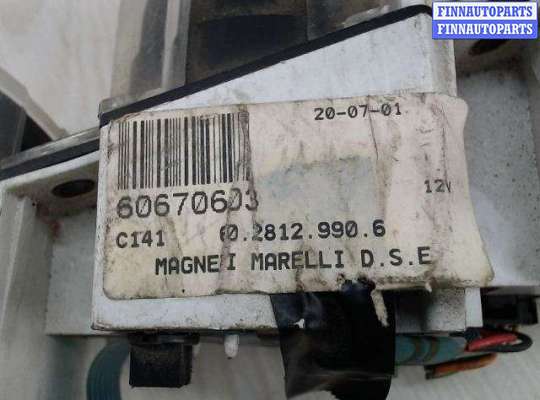 FINNAUTOPARTS
FINNAUTOPARTS
20-07-01
60670603
12V
C141 60.2812.990.6
MAGNETI MARELLI D.S.E